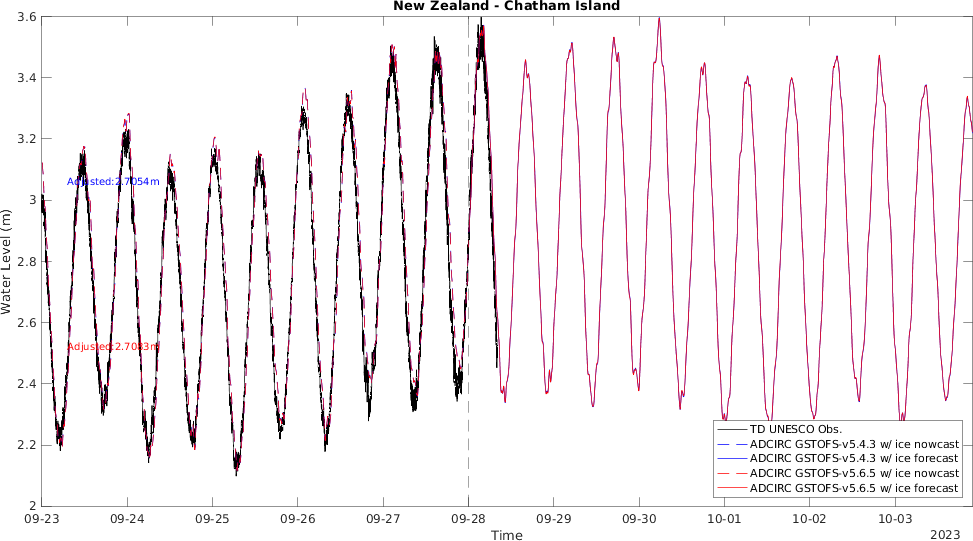 New Zealand - Chatham Island
3.6
3.4
3.2
3
2.8
2.6
2.4
2.2
2
Water Level (m)
Adjusted:2.7054m
Adjusted:2.7083m
TD UNESCO Obs.
ADCIRC GSTOFS-v5.4.3 w/ ice nowcast
ADCIRC GSTOFS-v5.4.3 w/ ice forecast
ADCIRC GSTOFS-v5.6.5 w/ ice nowcast
ADCIRC GSTOFS-v5.6.5 w/ ice forecast
09-23 09-24 09-25 09-26 09-27 09-28 09-29 09-30 10-01 10-02 10-03
Time
2023